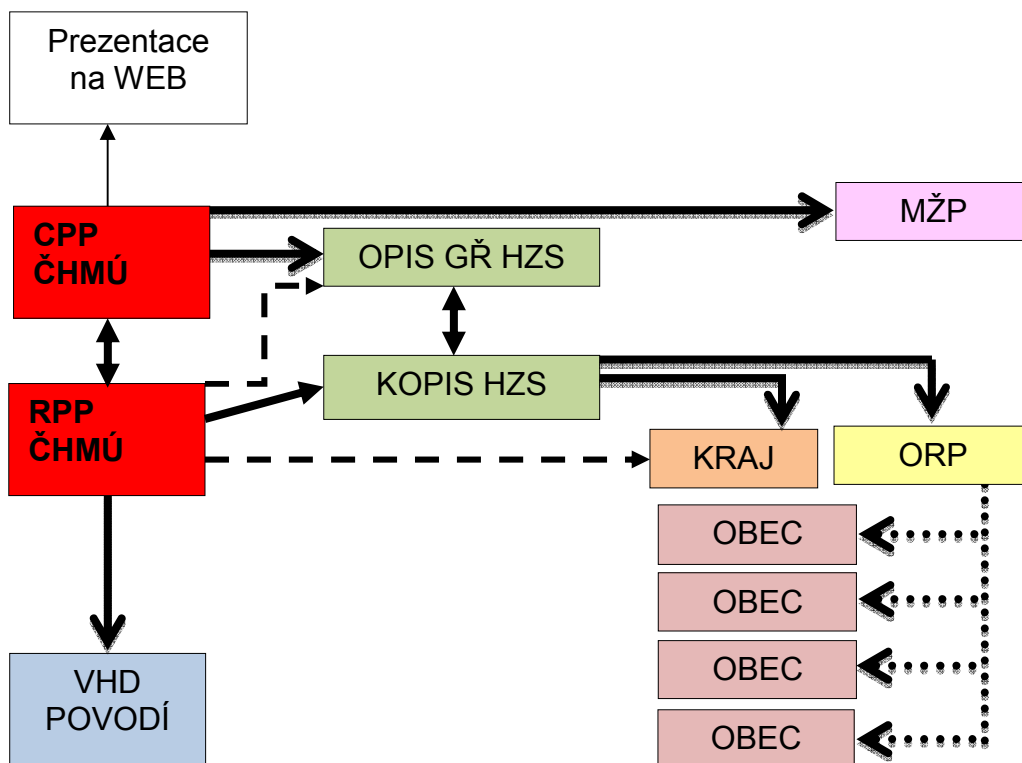 Prezentace
na WEB
CPP
ČHMÚ
MŽP
OPIS GŘ HZS
RPP
ČHMÚ
KOPIS HZS
KRAJ
ORP
OBEC
OBEC
OBEC
OBEC
VHD
POVODÍ